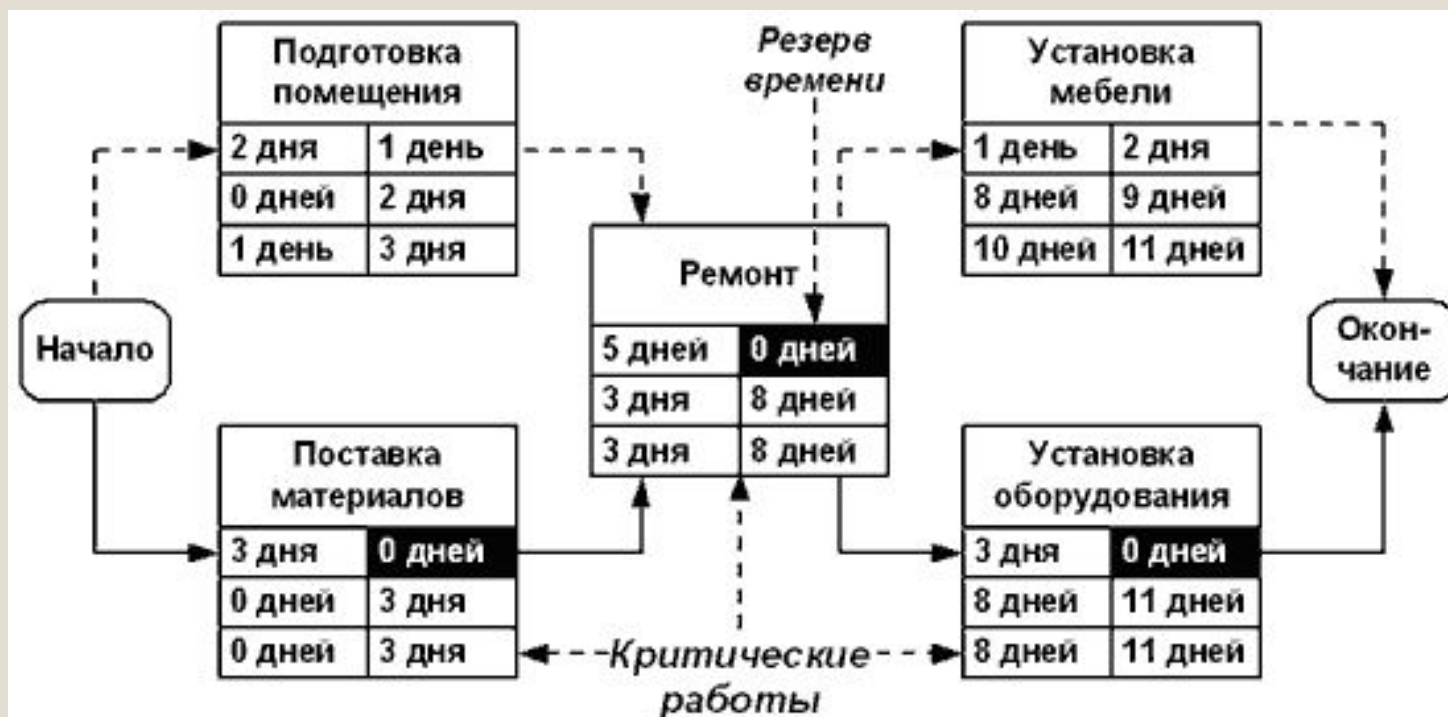 Подготовка
помещения
2 дня 1 день
0 дней 2 дня
1 день 3 дня
Резерв
времени
Установка
мебели
1 день 2 дня
8 дней 9 дней
10 дней 11 дней
Начало
Ремонт
5 дней 0 дней
3 дня 8 дней
3 дня 8 дней
Окон-
чание
Поставка
материалов
3 дня 0 дней
0 дней 3 дня
0 дней 3 дня
Критические
работы
Установка
оборудования
3 дня 0 дней
8 дней 11 дней
8 дней 11 дней